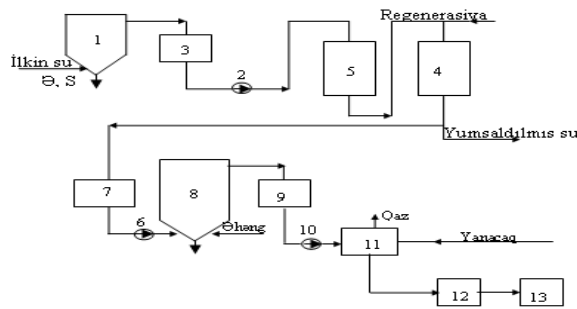 Regenerasiya
1
3
İlkin su
Ə, S
2
5
4
Yumsaldılmıs su
7
8
9
Qaz
6
Əhəng
10
11
Yanacaq
12
13